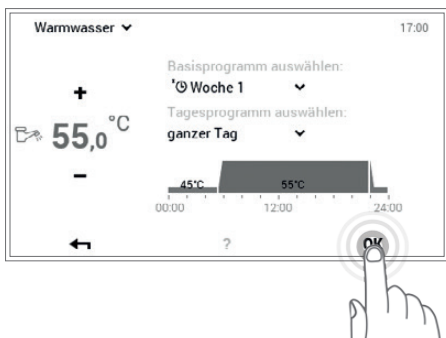 Warmwasser 17:00
Basisprogramm auswählen:
Woche 1
Tagesprogramm auswählen:
ganzer Tag
+
55,0 °C
−
45°C 55°C
00:00 12:00 24:00
? OK